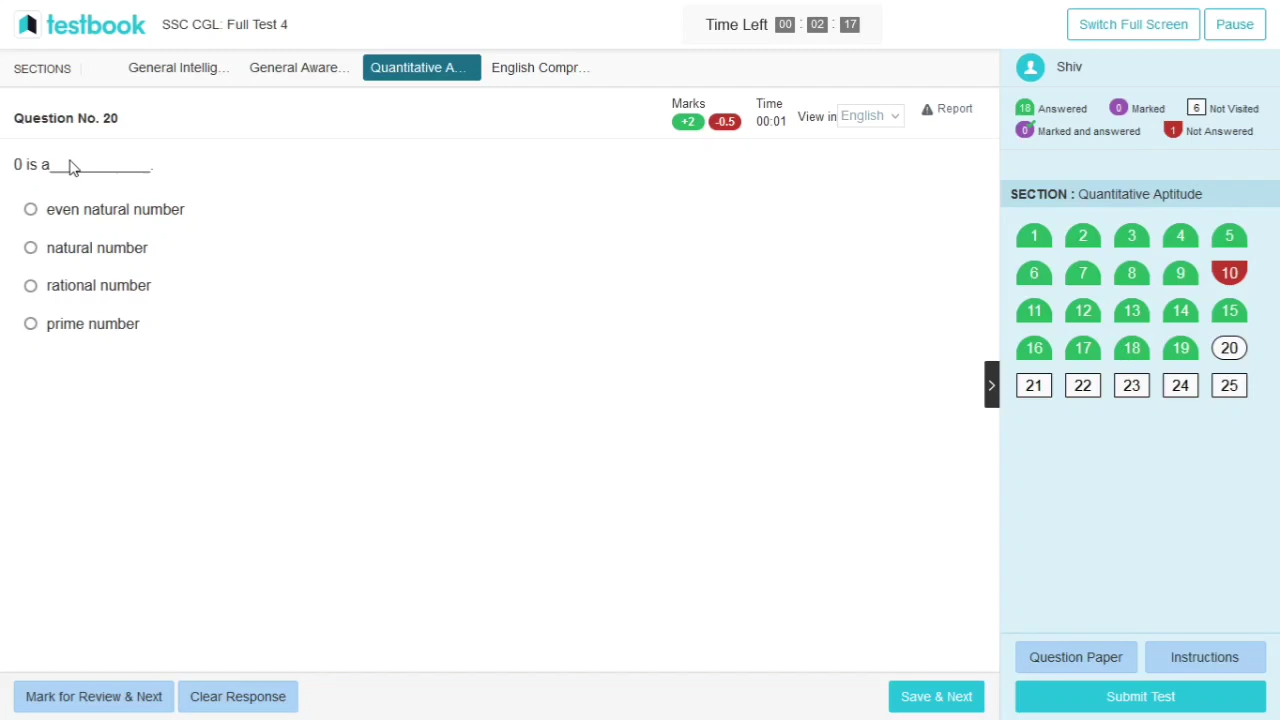 testbook SSC CGL: Full Test 4 Time Left 00 : 02 : 17 Switch Full Screen Pause
SECTIONS General Intellig... General Aware... Quantitative A... English Compr...
Shiv
Question No. 20
Marks Time
+2 -0.5 00:01 View in English Report
18 Answered 0 Marked 6 Not Visited
0 Marked and answered 1 Not Answered
0 is a____________.
even natural number
natural number
rational number
prime number
SECTION : Quantitative Aptitude
1 2 3 4 5
6 7 8 9 10
11 12 13 14 15
16 17 18 19 20
21 22 23 24 25
Question Paper Instructions
Mark for Review & Next Clear Response Save & Next Submit Test